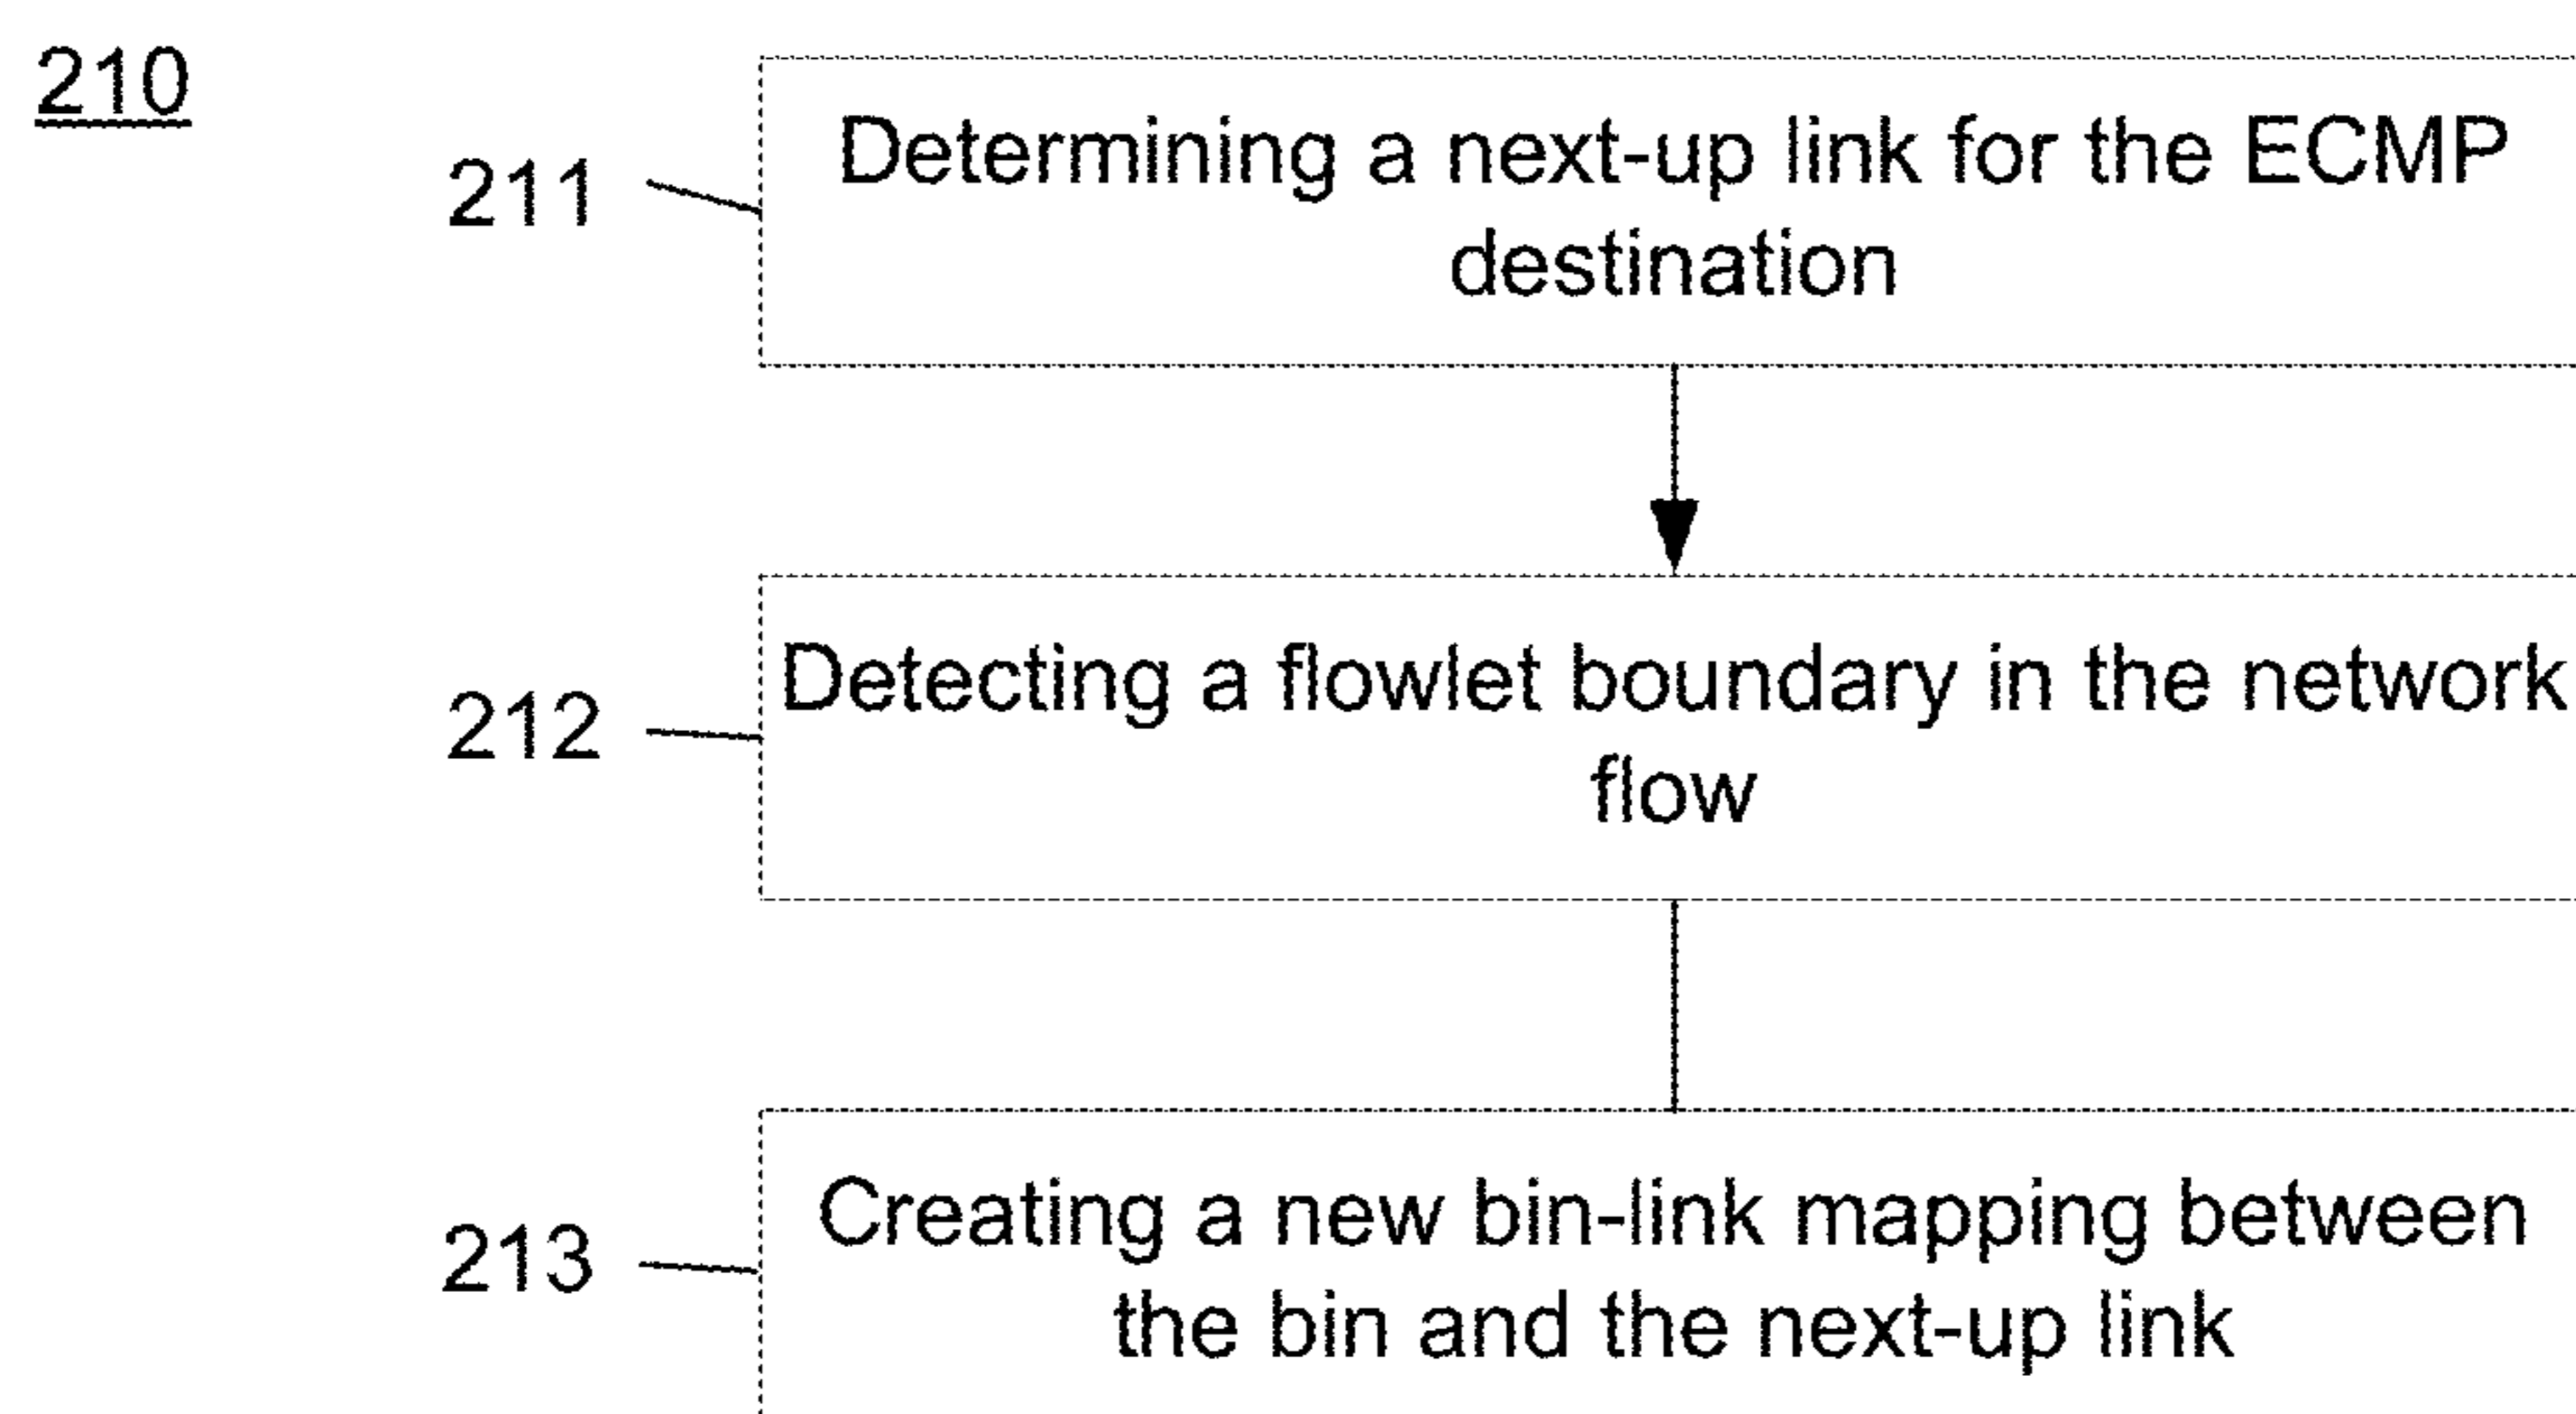 210
211
Determining a next-up link for the ECMP
destination
212
Detecting a flowlet boundary in the network
flow
213
Creating a new bin-link mapping between
the bin and the next-up link